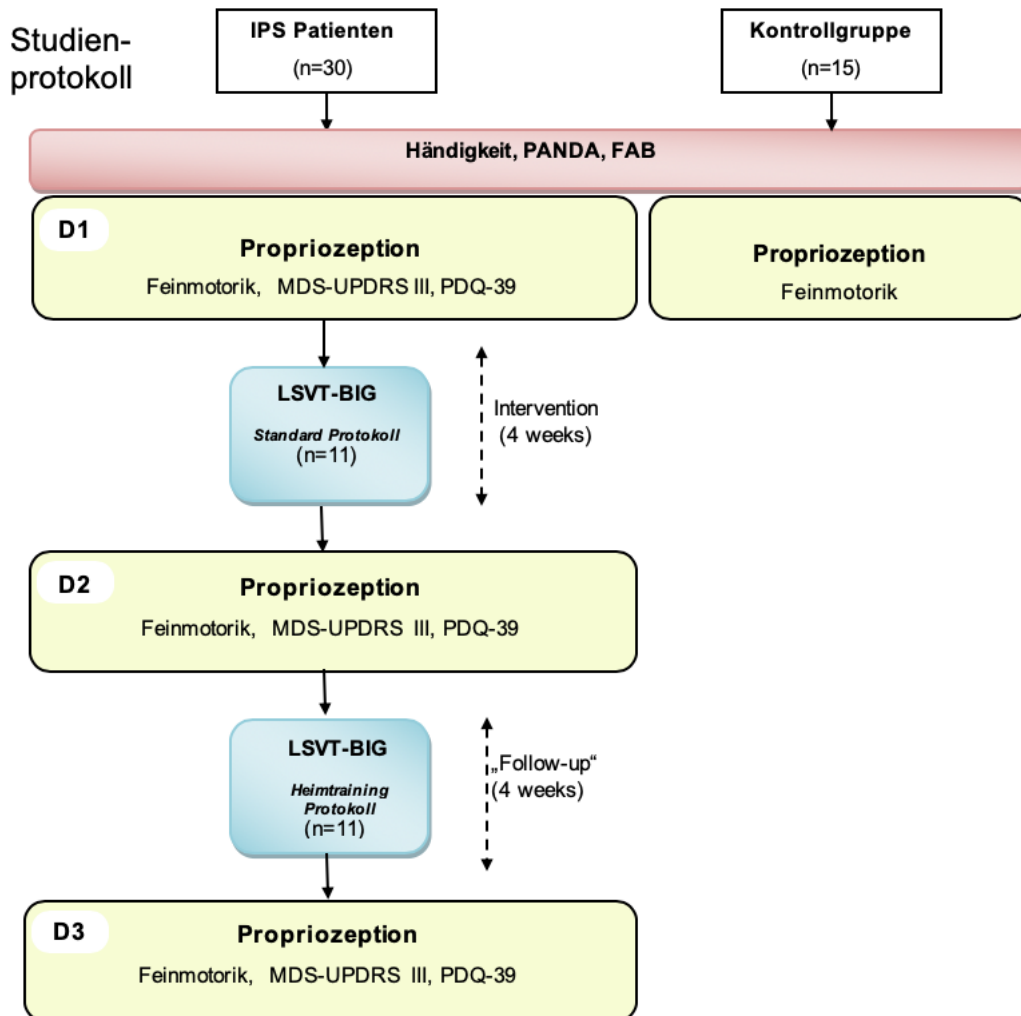 Studien-
protokoll
IPS Patienten
(n=30)
Kontrollgruppe
(n=15)
Händigkeit, PANDA, FAB
D1
Propriozeption
Feinmotorik, MDS-UPDRS III, PDQ-39
Propriozeption
Feinmotorik
LSVT-BIG
Standard Protokoll
(n=11)
Intervention
(4 weeks)
D2
Propriozeption
Feinmotorik, MDS-UPDRS III, PDQ-39
LSVT-BIG
Heimtraining
Protokoll
(n=11)
„Follow-up“
(4 weeks)
D3
Propriozeption
Feinmotorik, MDS-UPDRS III, PDQ-39